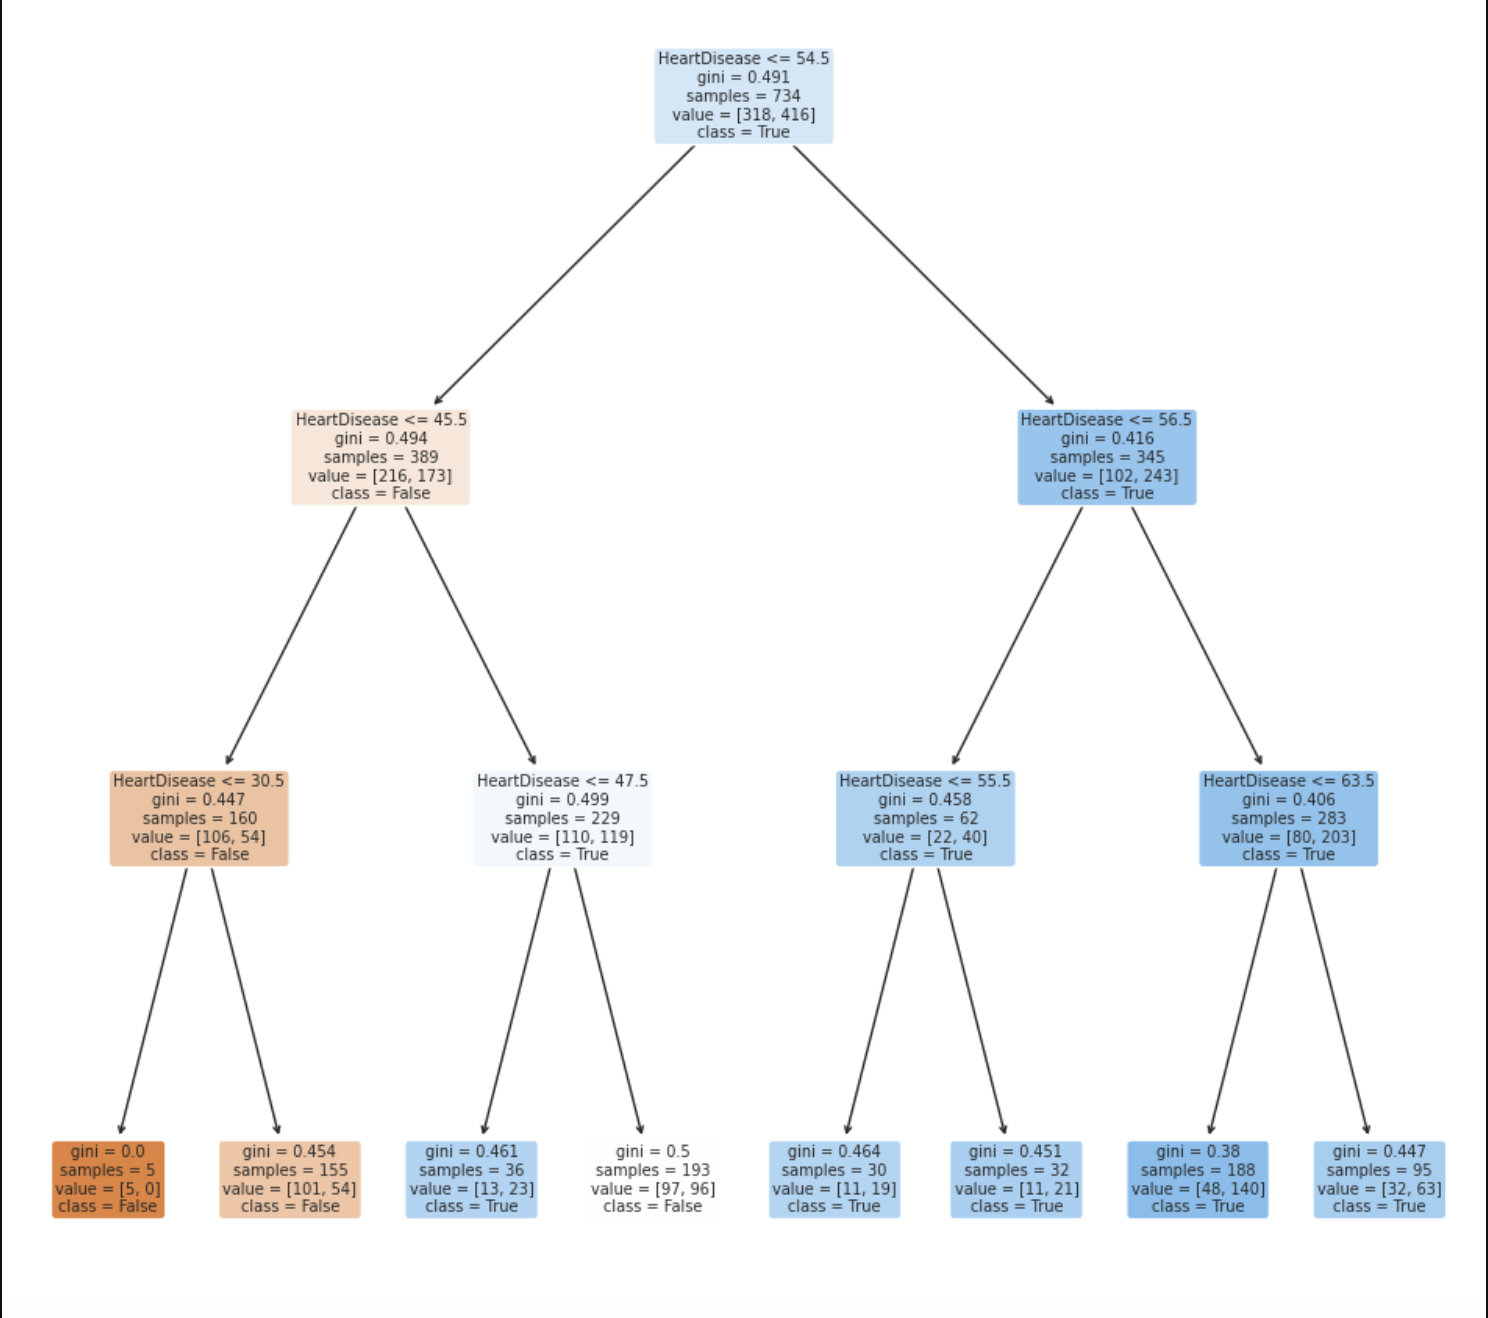 HeartDisease <= 54.5
gini = 0.491
samples = 734
value = [318, 416]
class = True
HeartDisease <= 45.5
gini = 0.494
samples = 389
value = [216, 173]
class = False
HeartDisease <= 56.5
gini = 0.416
samples = 345
value = [102, 243]
class = True
HeartDisease <= 30.5
gini = 0.447
samples = 160
value = [106, 54]
class = False
HeartDisease <= 47.5
gini = 0.499
samples = 229
value = [110, 119]
class = True
HeartDisease <= 55.5
gini = 0.458
samples = 62
value = [22, 40]
class = True
HeartDisease <= 63.5
gini = 0.406
samples = 283
value = [80, 203]
class = True
gini = 0.0
samples = 5
value = [5, 0]
class = False
gini = 0.454
samples = 155
value = [101, 54]
class = False
gini = 0.461
samples = 36
value = [13, 23]
class = True
gini = 0.5
samples = 193
value = [97, 96]
class = False
gini = 0.464
samples = 30
value = [11, 19]
class = True
gini = 0.451
samples = 32
value = [11, 21]
class = True
gini = 0.38
samples = 188
value = [48, 140]
class = True
gini = 0.447
samples = 95
value = [32, 63]
class = True